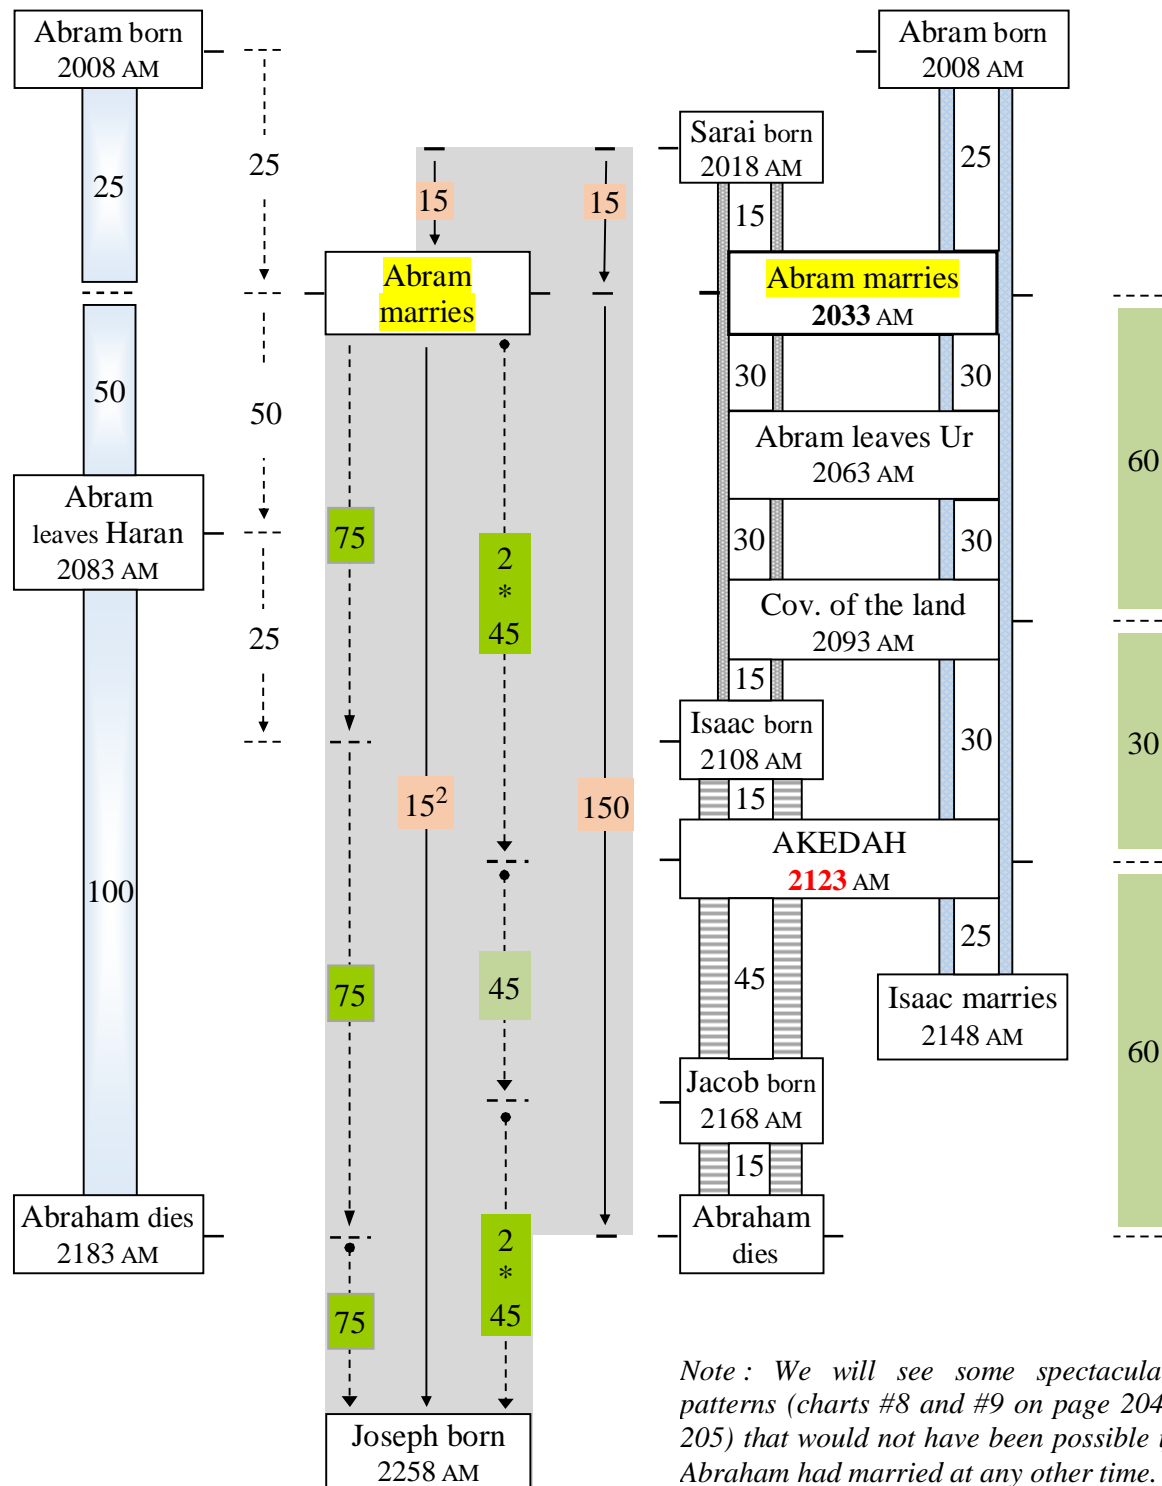 Abram born
2008 AM
25
50
Abram
leaves Haran
2083 AM
100
Abraham dies
2183 AM
25
50
25
15
15
Abram
marries
75
2
*
45
15²
150
75
45
75
2
*
45
Joseph born
2258 AM
Abram born
2008 AM
Sarai born
2018 AM
25
15
Abram marries
2033 AM
30
30
Abram leaves Ur
2063 AM
30
30
Cov. of the land
2093 AM
15
Isaac born
2108 AM
30
15
AKEDAH
2123 AM
25
45
Isaac marries
2148 AM
Jacob born
2168 AM
15
Abraham
dies
60
30
60
Note : We will see some spectacula
patterns (charts #8 and #9 on page 204
205) that would not have been possible
Abraham had married at any other time.